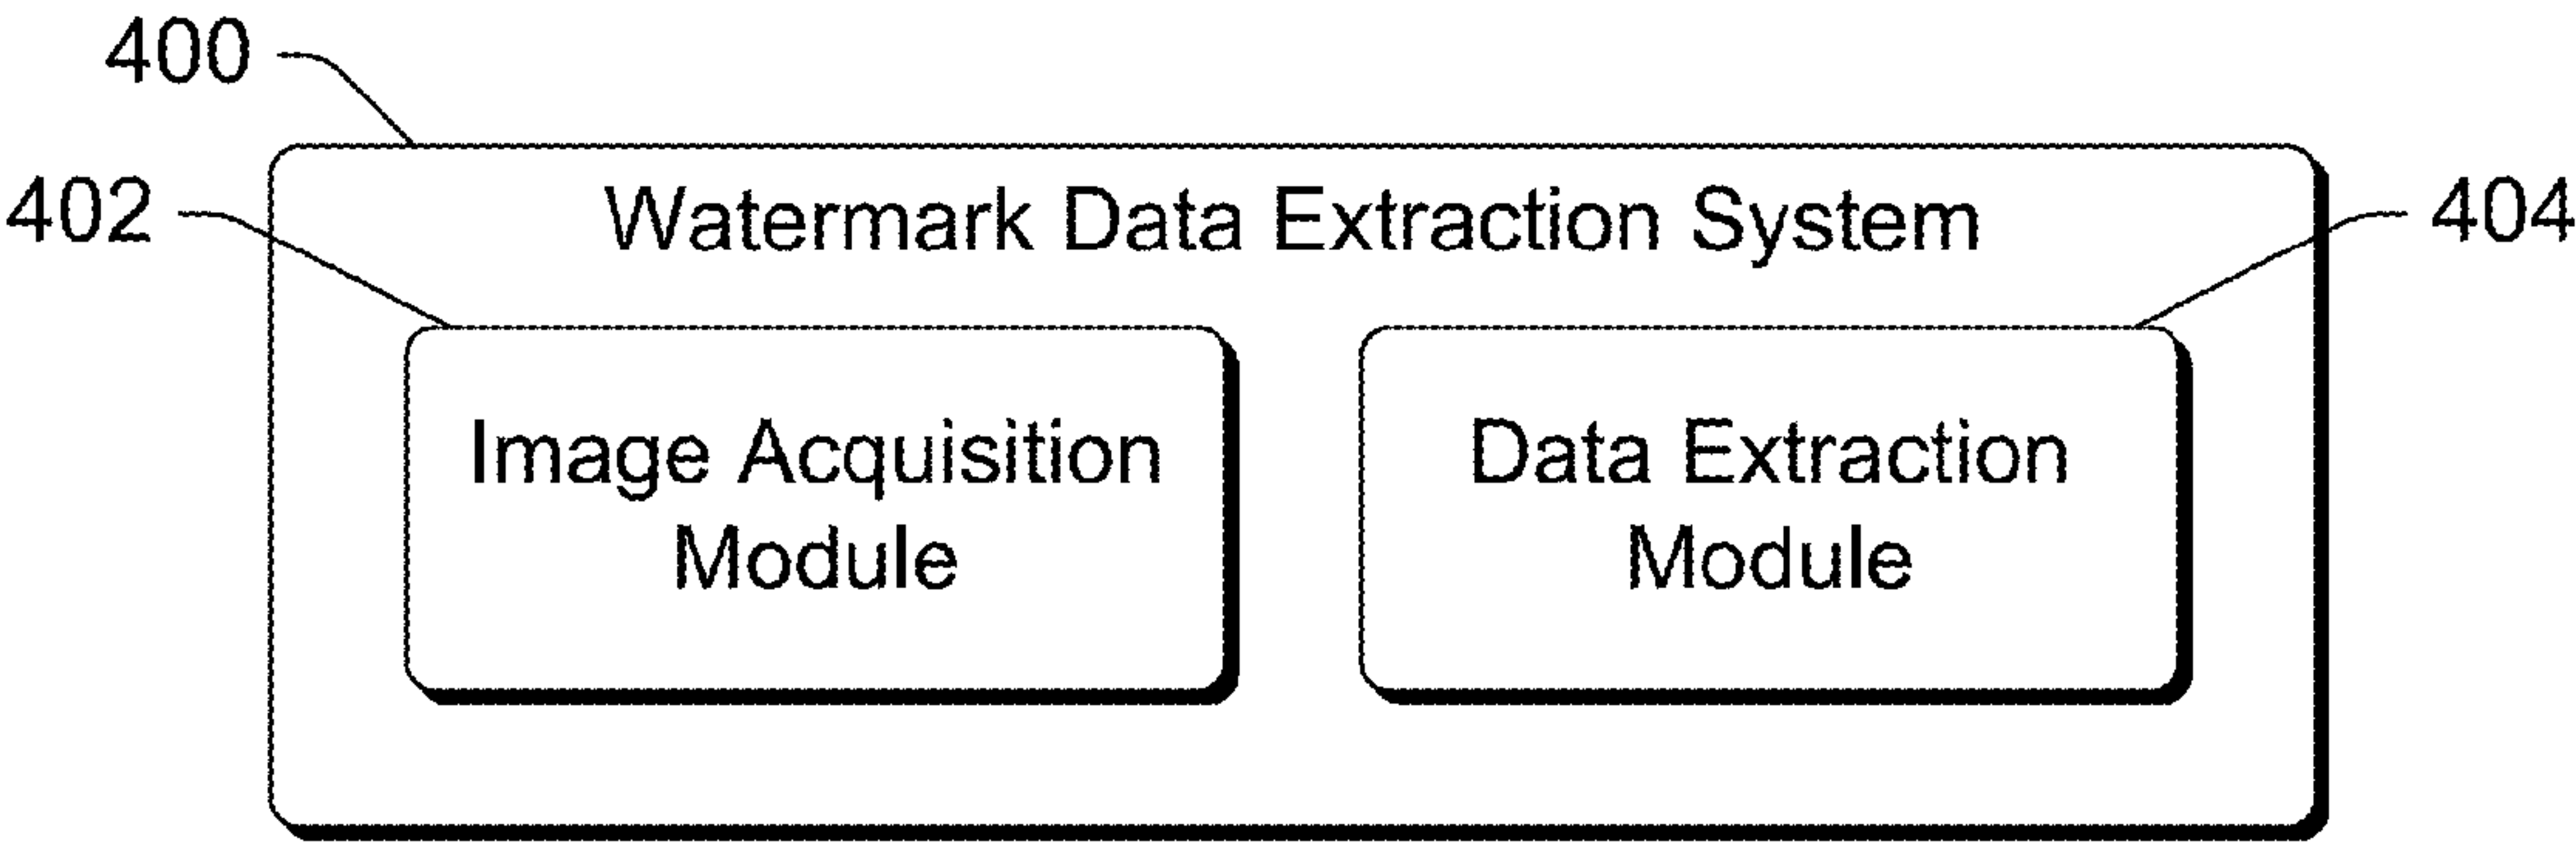 400
402
Watermark Data Extraction System
404
Image Acquisition
Module
Data Extraction
Module